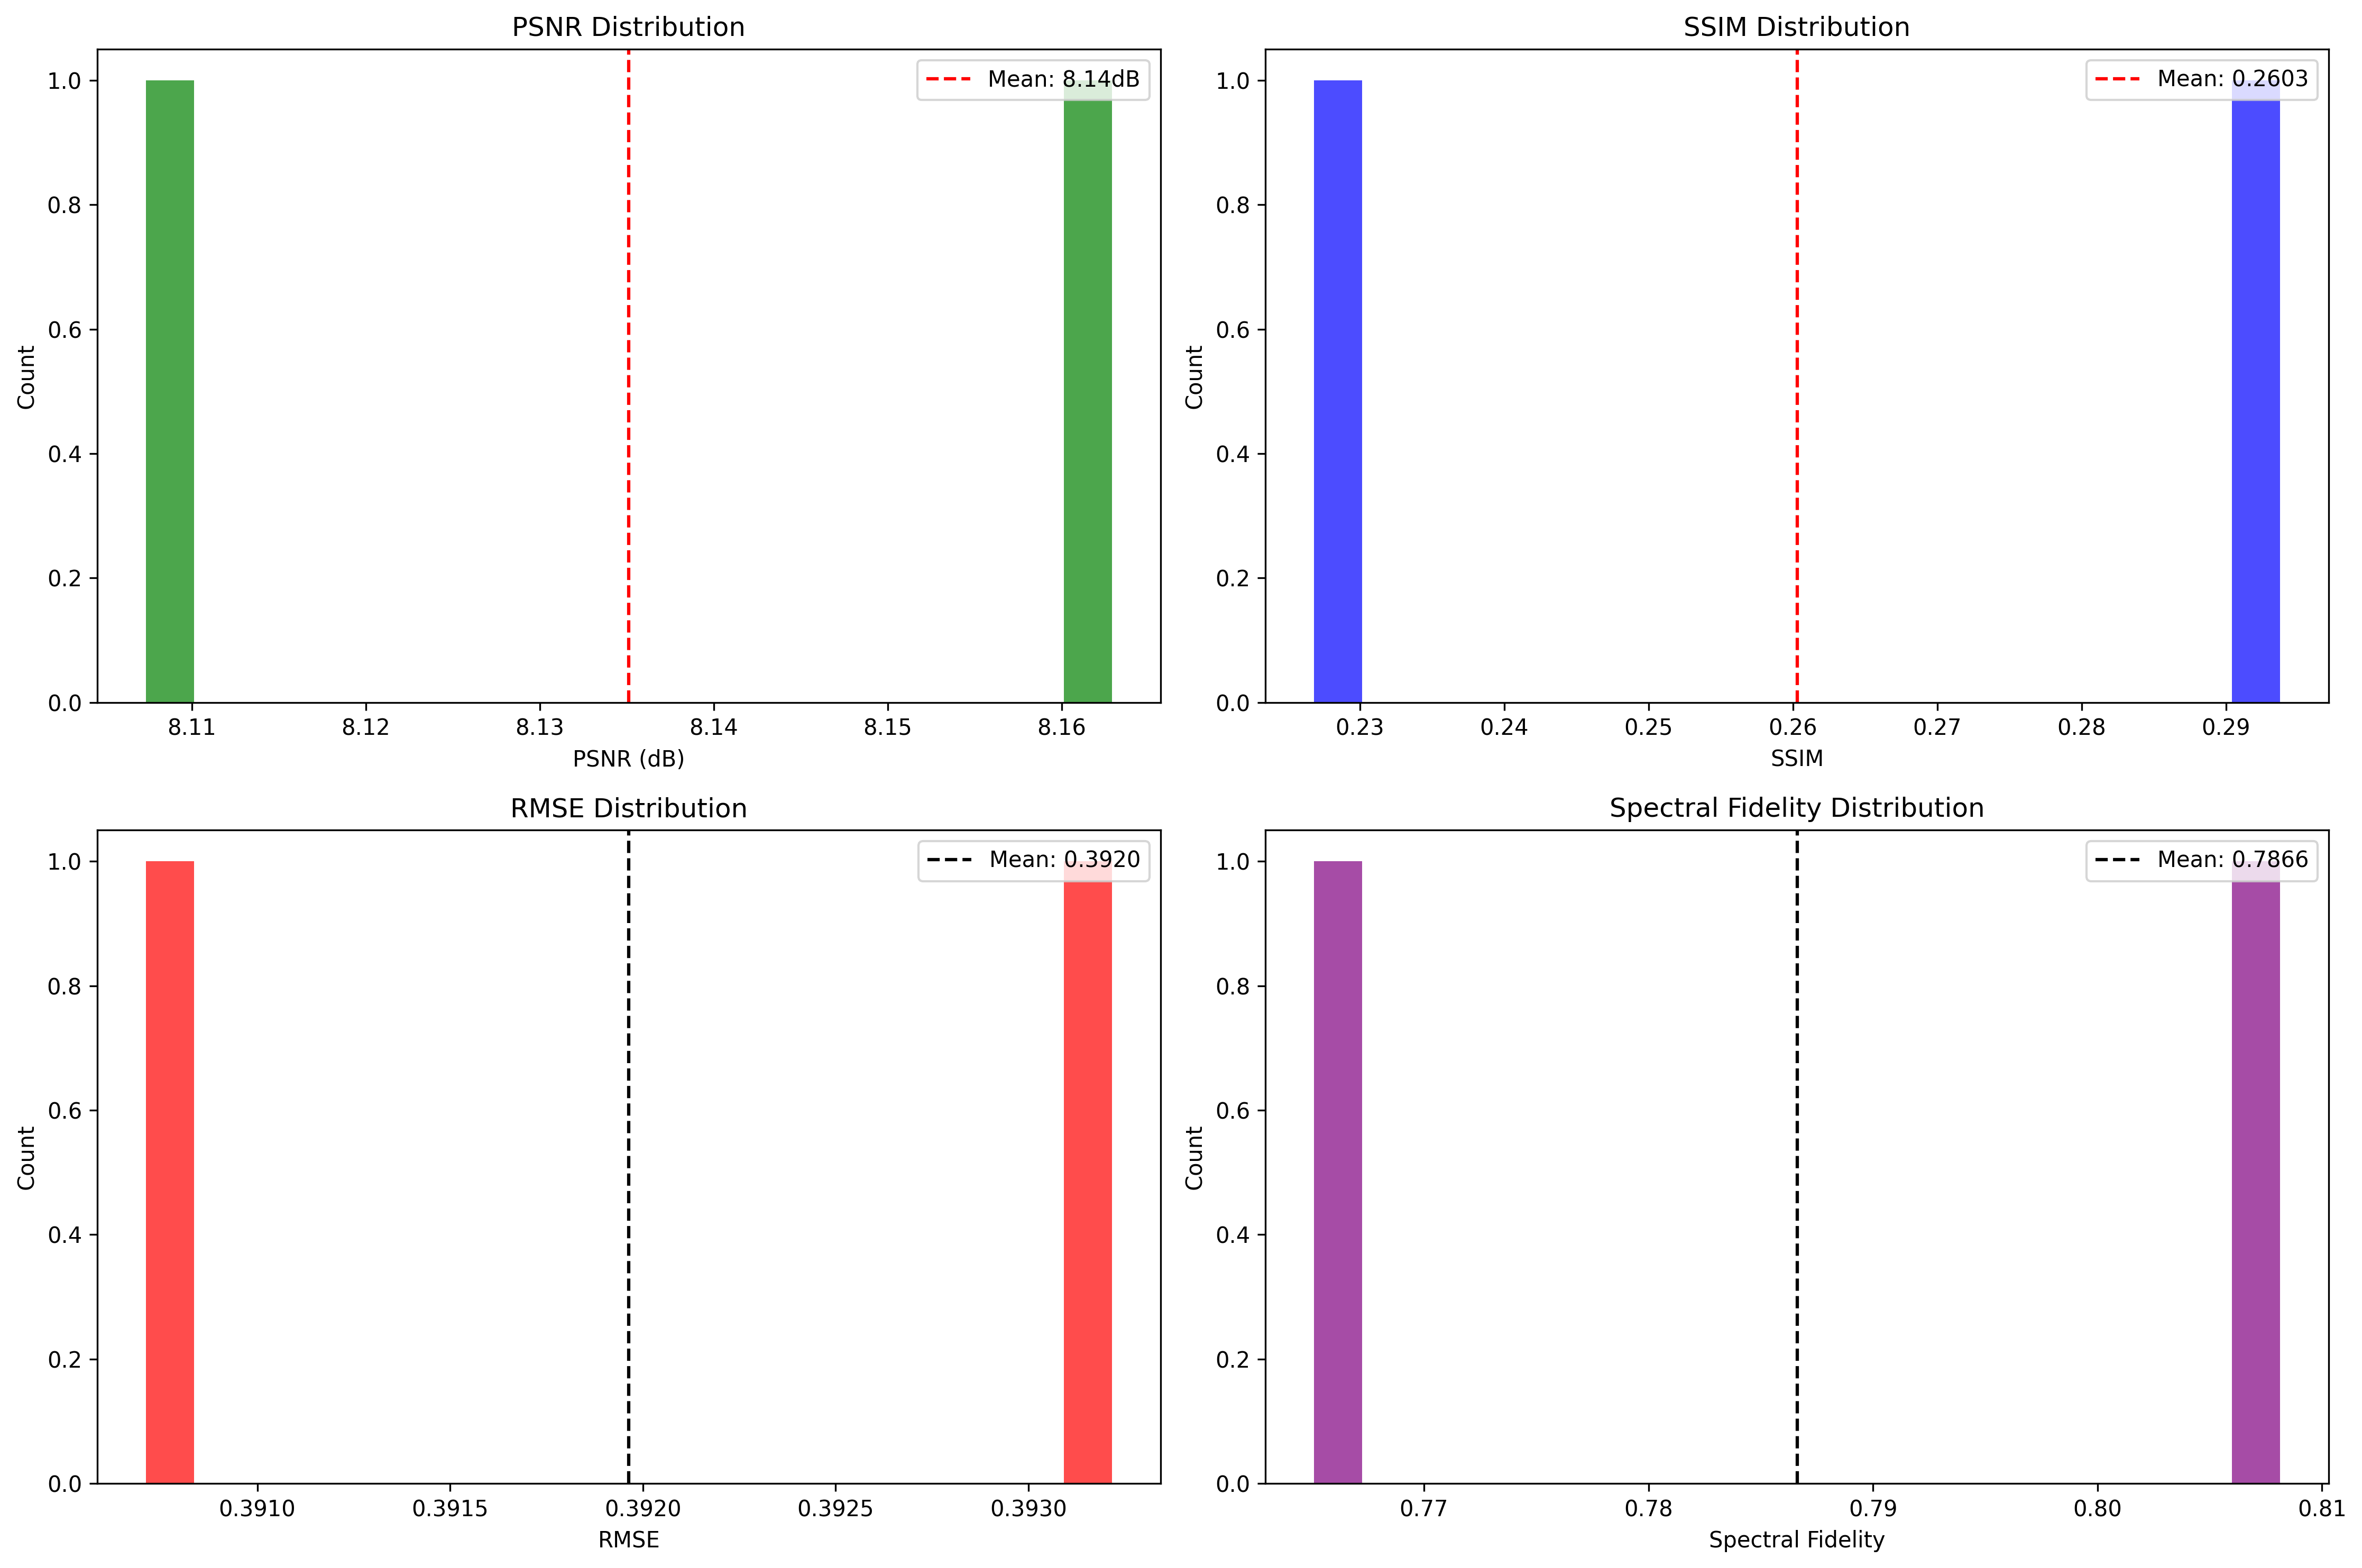 PSNR Distribution
Mean: 8.14dB
Count
1.0
0.8
0.6
0.4
0.2
0.0
8.11 8.12 8.13 8.14 8.15 8.16
PSNR (dB)
SSIM Distribution
Mean: 0.2603
Count
1.0
0.8
0.6
0.4
0.2
0.0
0.23 0.24 0.25 0.26 0.27 0.28 0.29
SSIM
RMSE Distribution
Mean: 0.3920
Count
1.0
0.8
0.6
0.4
0.2
0.0
0.3910 0.3915 0.3920 0.3925 0.3930
RMSE
Spectral Fidelity Distribution
Mean: 0.7866
Count
1.0
0.8
0.6
0.4
0.2
0.0
0.77 0.78 0.79 0.80 0.81
Spectral Fidelity